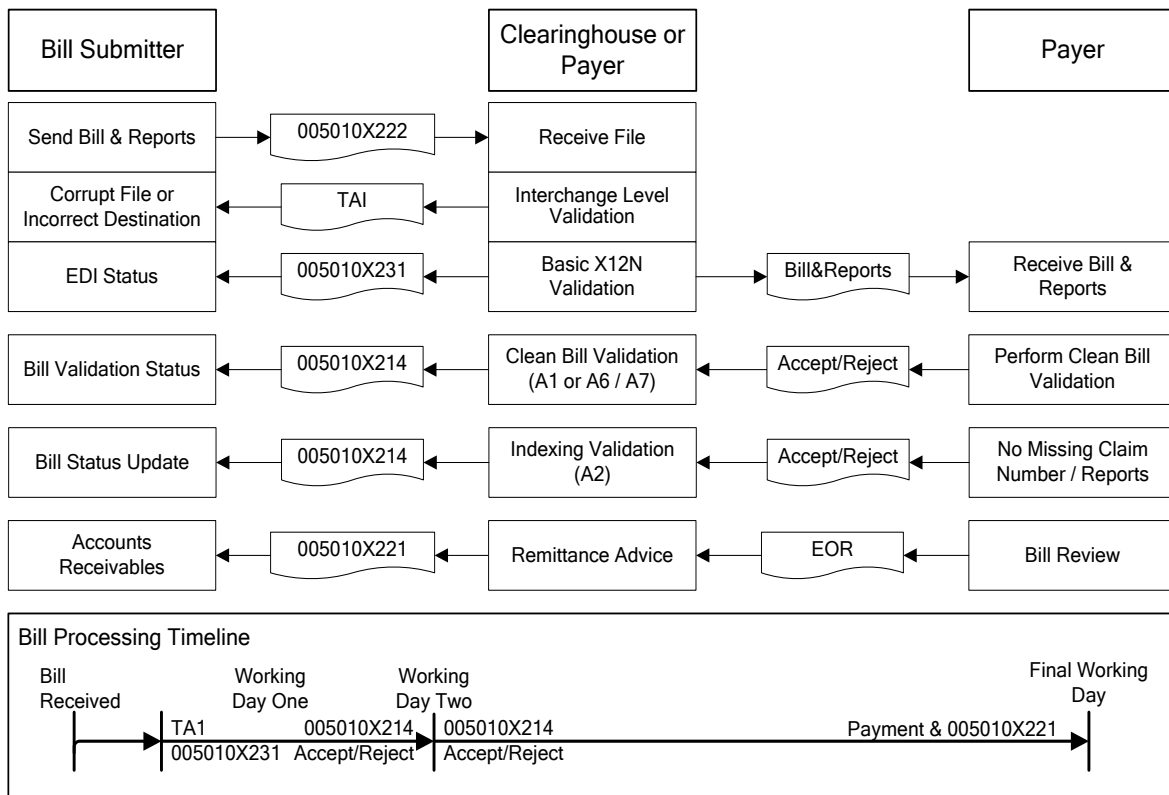 Bill Submitter
Clearinghouse or
Payer
Payer
Send Bill & Reports
005010X222
Receive File
Corrupt File or
Incorrect Destination
TAI
Interchange Level
Validation
EDI Status
005010X231
Basic X12N
Validation
Bill&Reports
Receive Bill &
Reports
Bill Validation Status
005010X214
Clean Bill Validation
(A1 or A6 / A7)
Accept/Reject
Perform Clean Bill
Validation
Bill Status Update
005010X214
Indexing Validation
(A2)
Accept/Reject
No Missing Claim
Number / Reports
Accounts
Receivables
005010X221
Remittance Advice
EOR
Bill Review
Bill Processing Timeline
Bill
Received
Working
Day One
Working
Day Two
Final Working
Day
TA1
005010X231
005010X214
Accept/Reject
005010X214
Accept/Reject
Payment & 005010X221